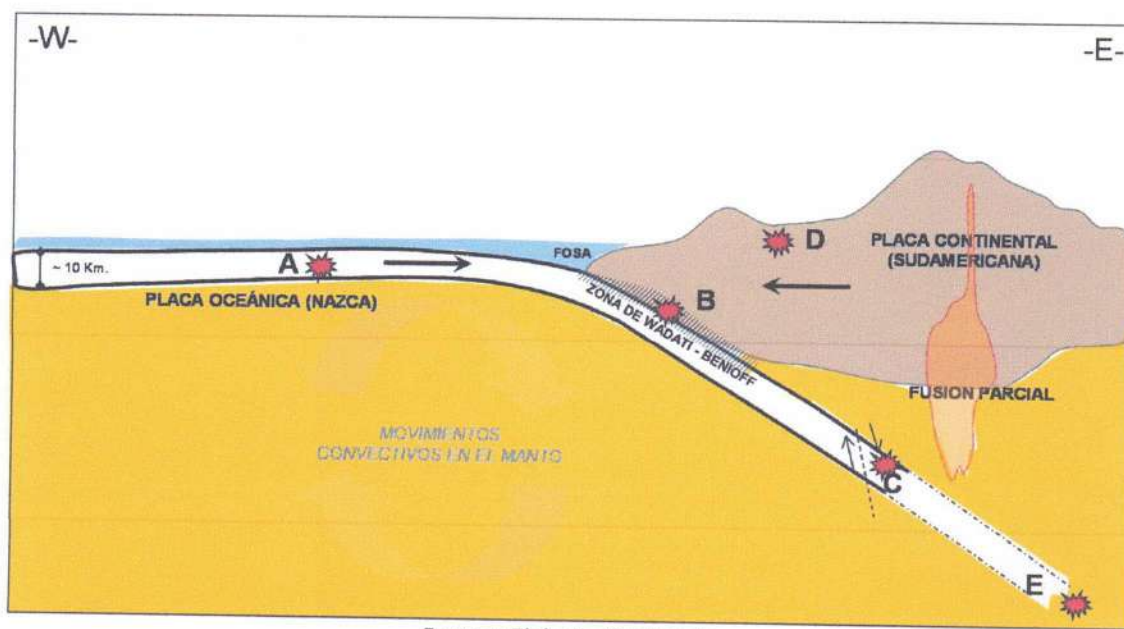 -W-
-E-
FOSA
D
PLACA CONTINENTAL
(SUDAMERICANA)
~ 10 Km.
A
PLACA OCEÁNICA (NAZCA)
B
ZONA DE WADATI - BENIOFF
FUSION PARCIAL
MOVIMIENTOS
CONVECTIVOS EN EL MANTO
C
E